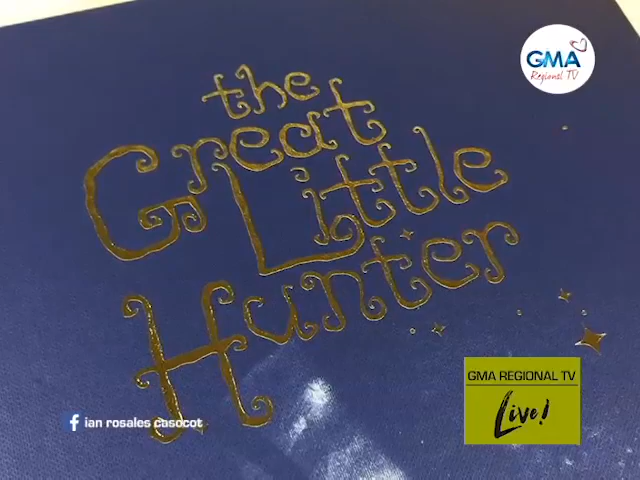 GMA
Regional TV
the
Great
Little
Hunter
GMA REGIONAL TV
Live!
f ian rosales casocot